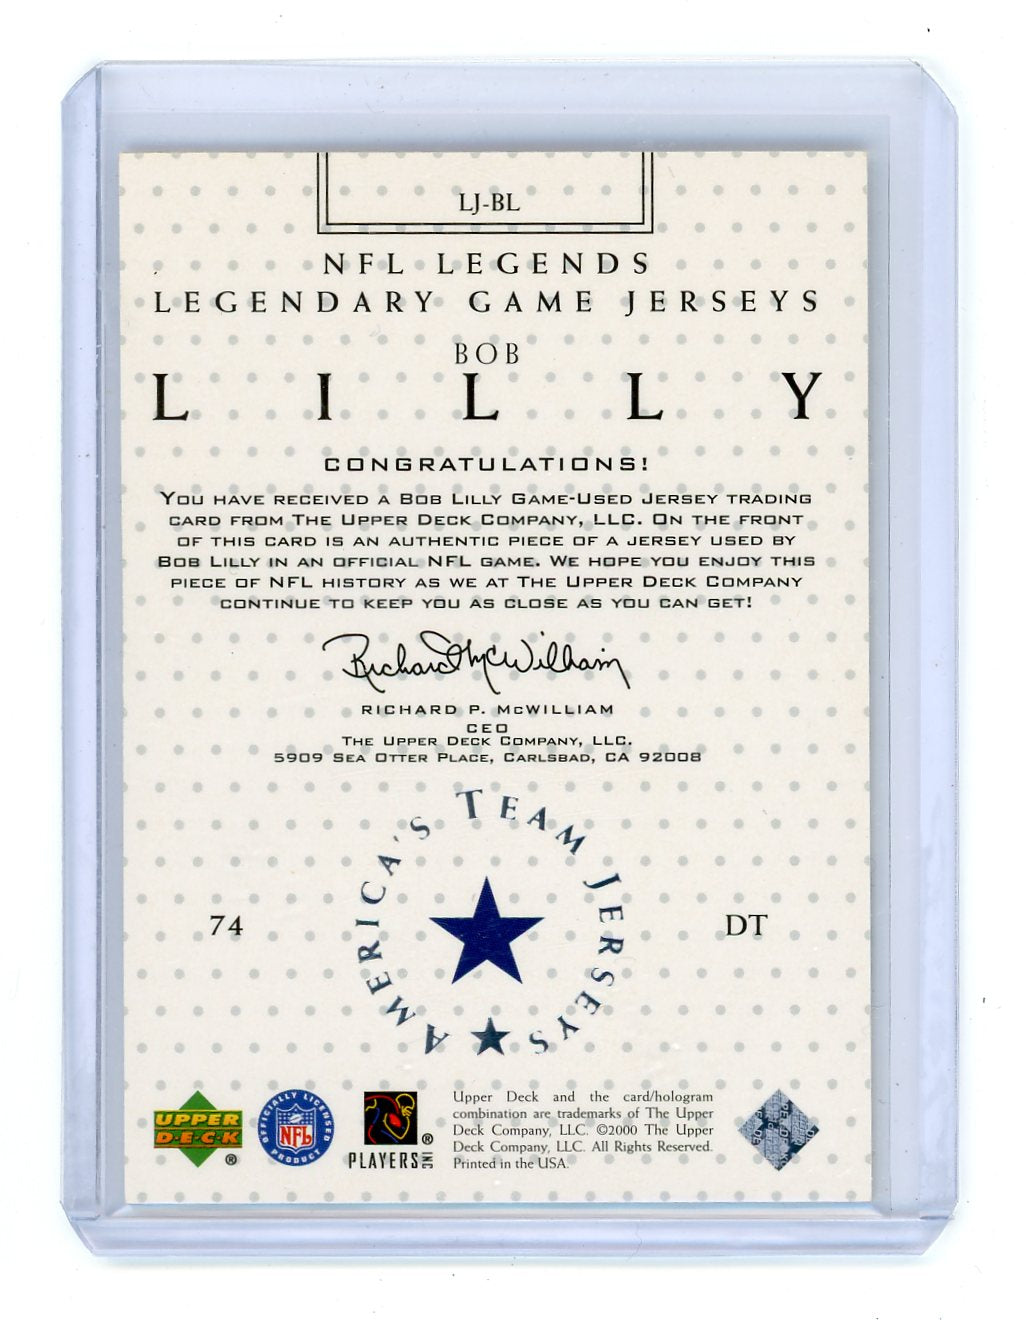 LJ-BL
NFL LEGENDS
LEGENDARY GAME JERSEYS
BOB
LILLY
CONGRATULATIONS!
YOU HAVE RECEIVED A BOB LILLY GAME-USED JERSEY TRADING
CARD FROM THE UPPER DECK COMPANY, LLC. ON THE FRONT
OF THIS CARD IS AN AUTHENTIC PIECE OF A JERSEY USED BY
BOB LILLY IN AN OFFICIAL NFL GAME. WE HOPE YOU ENJOY THIS
PIECE OF NFL HISTORY AS WE AT THE UPPER DECK COMPANY
CONTINUE TO KEEP YOU AS CLOSE AS YOU CAN GET!
Richard McWilliam
RICHARD P. McWILLIAM
CEO
THE UPPER DECK COMPANY, LLC.
5909 SEA OTTER PLACE, CARLSBAD, CA 92008
AMERICA'S TEAM JERSEYS
74
DT
UPPER
D·E·C·K
®
OFFICIALLY LICENSED
NFL
PRODUCT
®
PLAYERS INC
Upper Deck and the card/hologram
combination are trademarks of The Upper
Deck Company, LLC. ©2000 The Upper
Deck Company, LLC. All Rights Reserved.
Printed in the USA.